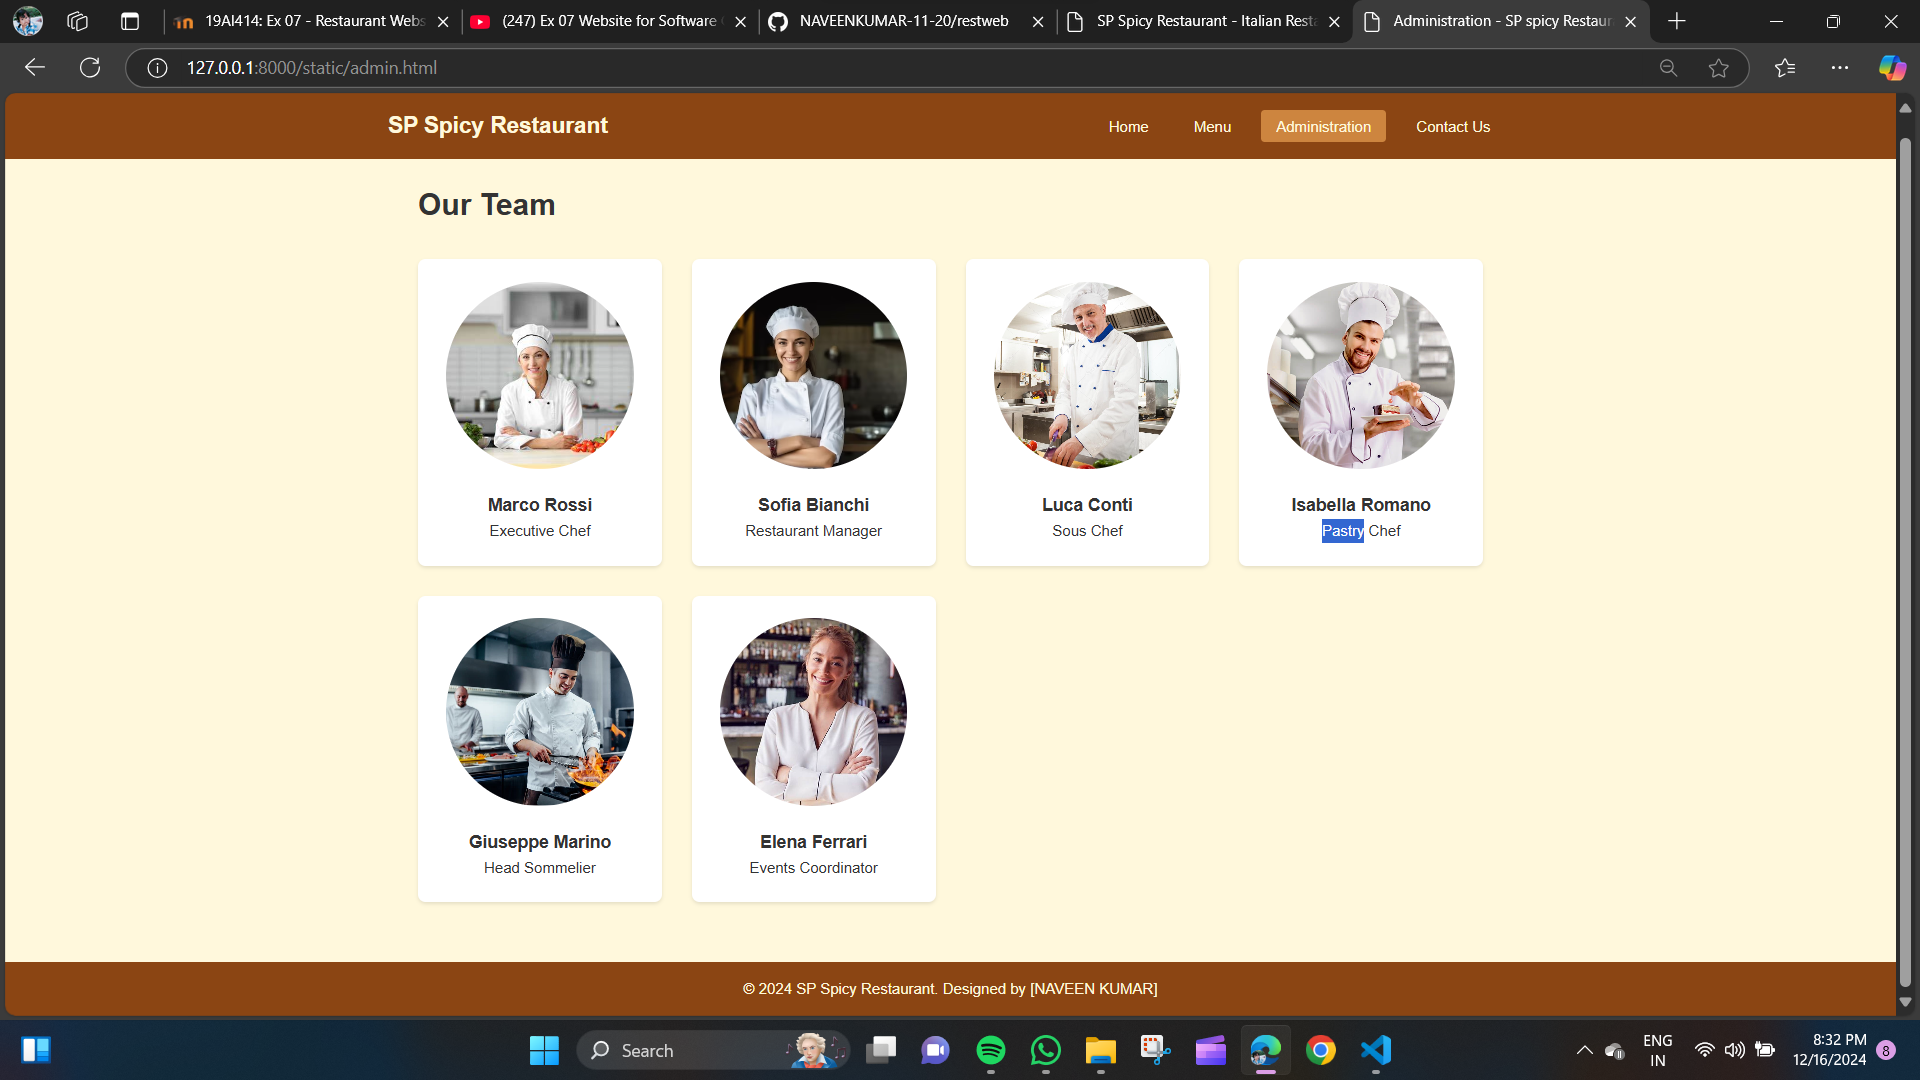 19AI414: Ex 07 - Restaurant Webs
(247) Ex 07 Website for Software
NAVEENKUMAR-11-20/restweb
SP Spicy Restaurant - Italian Resta
Administration - SP spicy Restaur
127.0.0.1:8000/static/admin.html
SP Spicy Restaurant
Home
Menu
Administration
Contact Us
Our Team
Marco Rossi
Executive Chef
Sofia Bianchi
Restaurant Manager
Luca Conti
Sous Chef
Isabella Romano
Pastry Chef
Giuseppe Marino
Head Sommelier
Elena Ferrari
Events Coordinator
© 2024 SP Spicy Restaurant. Designed by [NAVEEN KUMAR]
Search
ENG
IN
8:32 PM
12/16/2024
8